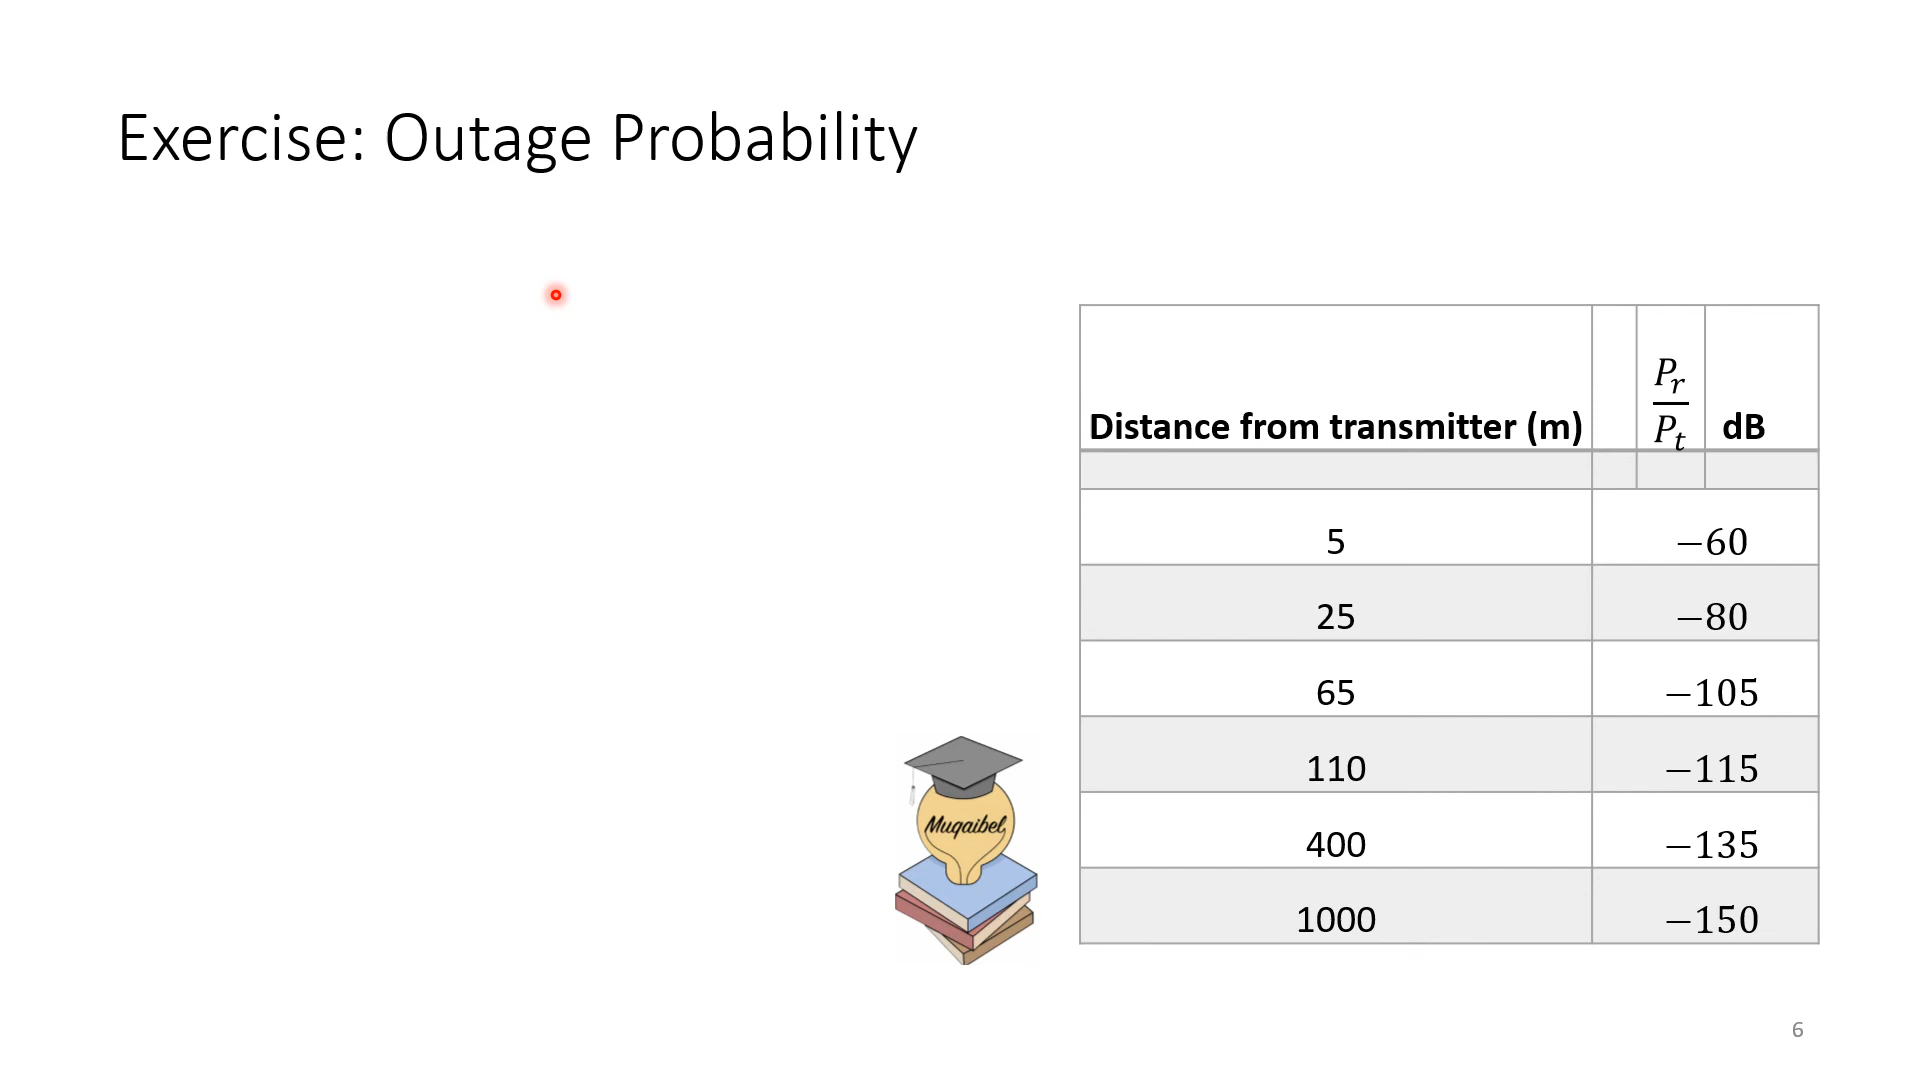 Exercise: Outage Probability
Distance from transmitter (m) P_r/P_t dB
5 −60
25 −80
65 −105
110 −115
400 −135
1000 −150
Muqaibel
6